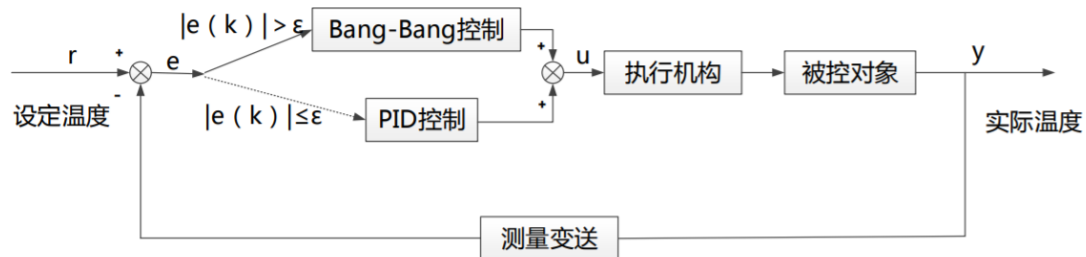 |e(k)|>ε
Bang-Bang控制
r
+
e
+
u
执行机构
被控对象
y
设定温度
-
|e(k)|≤ε
PID控制
+
实际温度
测量变送